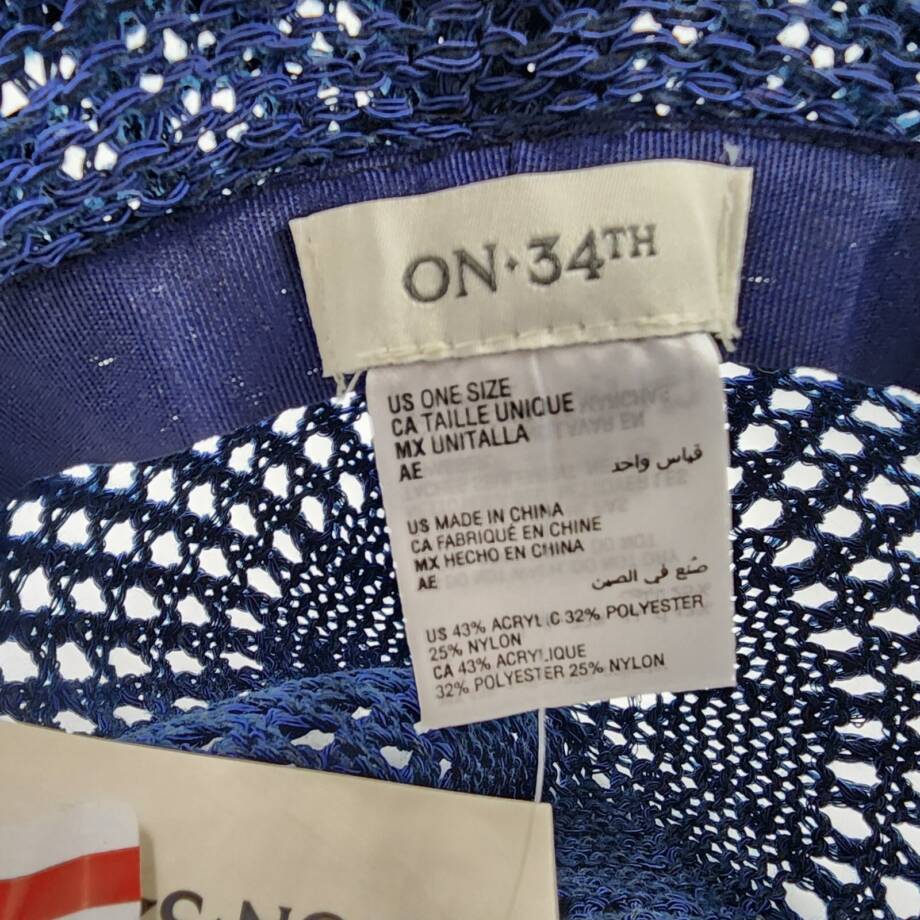 ON·34TH
US ONE SIZE
CA TAILLE UNIQUE
MX UNITALLA
AE قياس واحد
US MADE IN CHINA
CA FABRIQUÉ EN CHINE
MX HECHO EN CHINA
AE صنع في الصين
US 43% ACRYLIC 32% POLYESTER
25% NYLON
CA 43% ACRYLIQUE
32% POLYESTER 25% NYLON